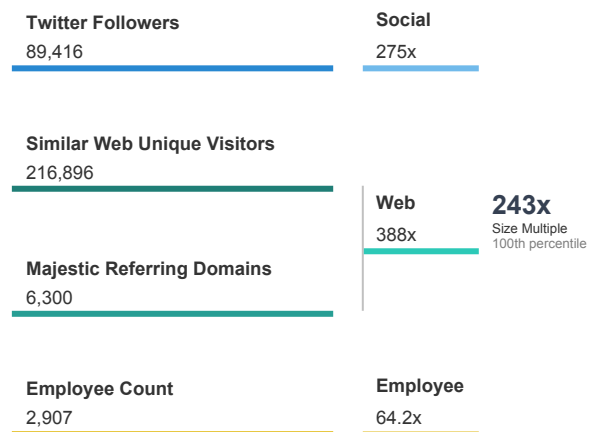 Twitter Followers
89,416
Social
275x
Similar Web Unique Visitors
216,896
Majestic Referring Domains
6,300
Web
388x
243x
Size Multiple
100th percentile
Employee Count
2,907
Employee
64.2x